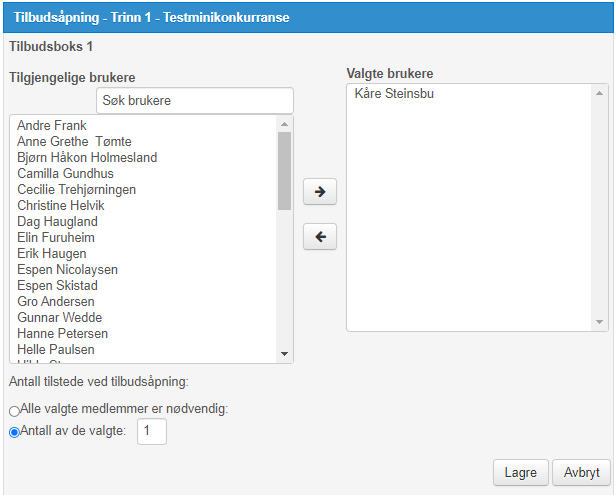 Tilbudsåpning - Trinn 1 - Testminikonkurranse
Tilbudsboks 1
Tilgjengelige brukere
Søk brukere
Andre Frank
Anne Grethe  Tømte
Bjørn Håkon Holmesland
Camilla Gundhus
Cecilie Trehjørningen
Christine Helvik
Dag Haugland
Elin Furuheim
Erik Haugen
Espen Nicolaysen
Espen Skistad
Gro Andersen
Gunnar Wedde
Hanne Petersen
Helle Paulsen
Valgte brukere
Kåre Steinsbu
Antall tilstede ved tilbudsåpning:
Alle valgte medlemmer er nødvendig:
Antall av de valgte: 1
Lagre Avbryt